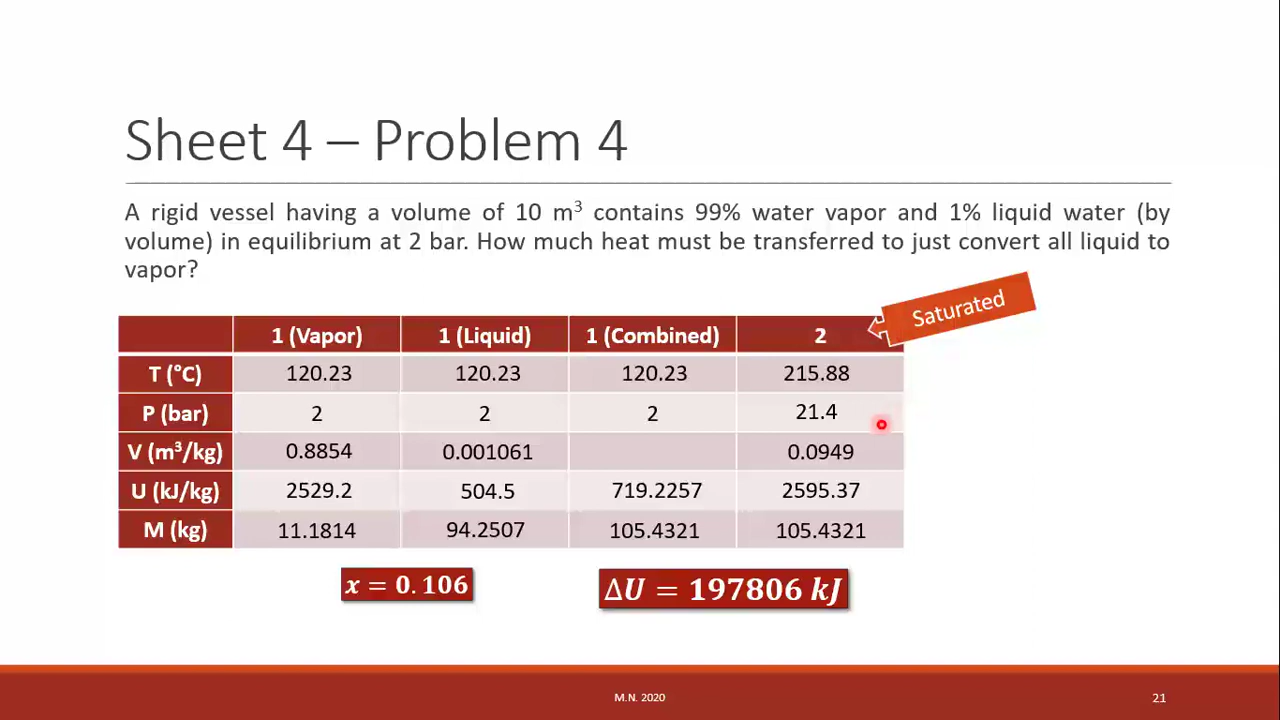 Sheet 4 – Problem 4
A rigid vessel having a volume of 10 m³ contains 99% water vapor and 1% liquid water (by
volume) in equilibrium at 2 bar. How much heat must be transferred to just convert all liquid to
vapor?
Saturated
1 (Vapor) 1 (Liquid) 1 (Combined) 2
T (°C) 120.23 120.23 120.23 215.88
P (bar) 2 2 2 21.4
V (m³/kg) 0.8854 0.001061 0.0949
U (kJ/kg) 2529.2 504.5 719.2257 2595.37
M (kg) 11.1814 94.2507 105.4321 105.4321
x = 0.106 ΔU = 197806 kJ
M.N. 2020 21